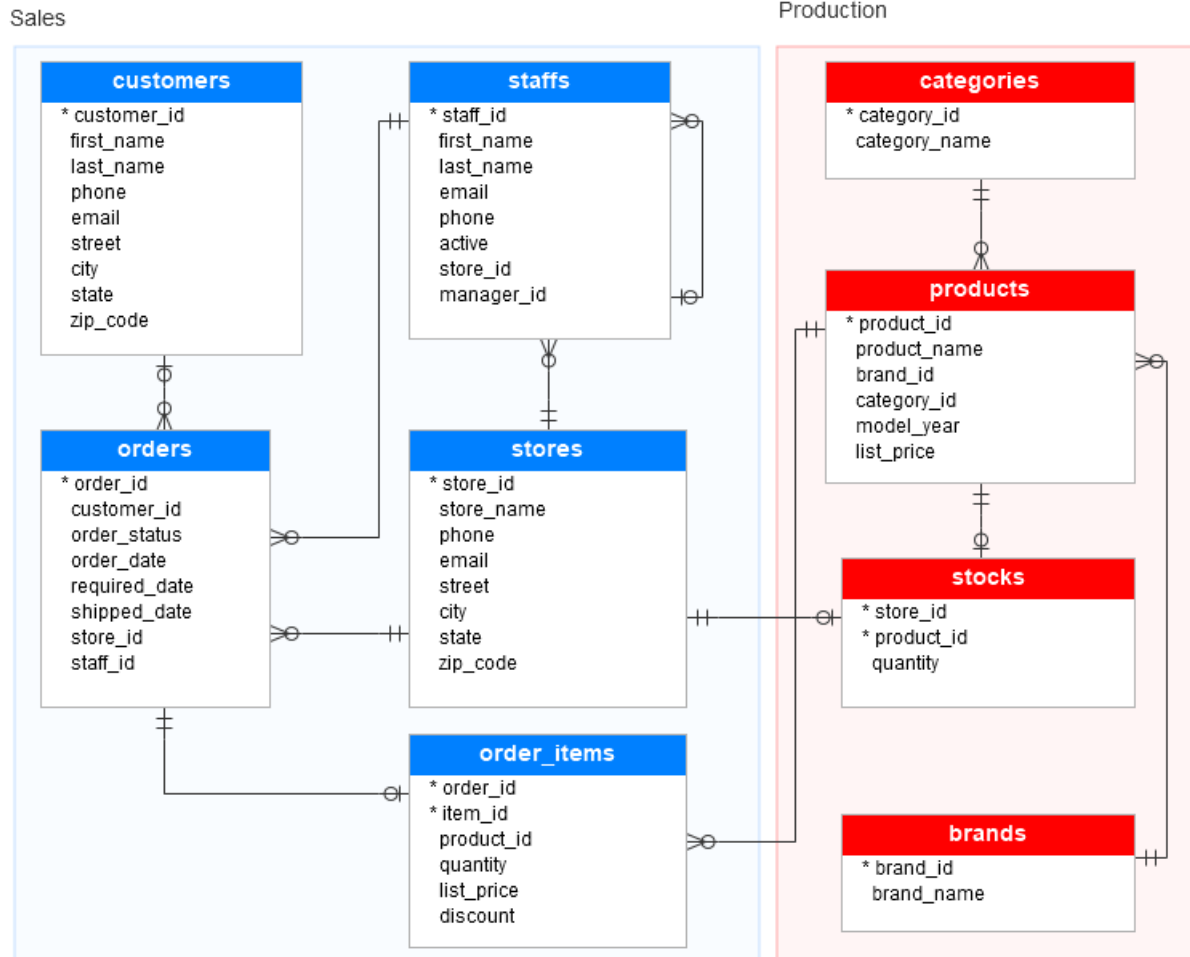 Sales
customers
* customer_id
first_name
last_name
phone
email
street
city
state
zip_code
staffs
* staff_id
first_name
last_name
email
phone
active
store_id
manager_id
orders
* order_id
customer_id
order_status
order_date
required_date
shipped_date
store_id
staff_id
stores
* store_id
store_name
phone
email
street
city
state
zip_code
order_items
* order_id
* item_id
product_id
quantity
list_price
discount
Production
categories
* category_id
category_name
products
* product_id
product_name
brand_id
category_id
model_year
list_price
stocks
* store_id
* product_id
quantity
brands
* brand_id
brand_name